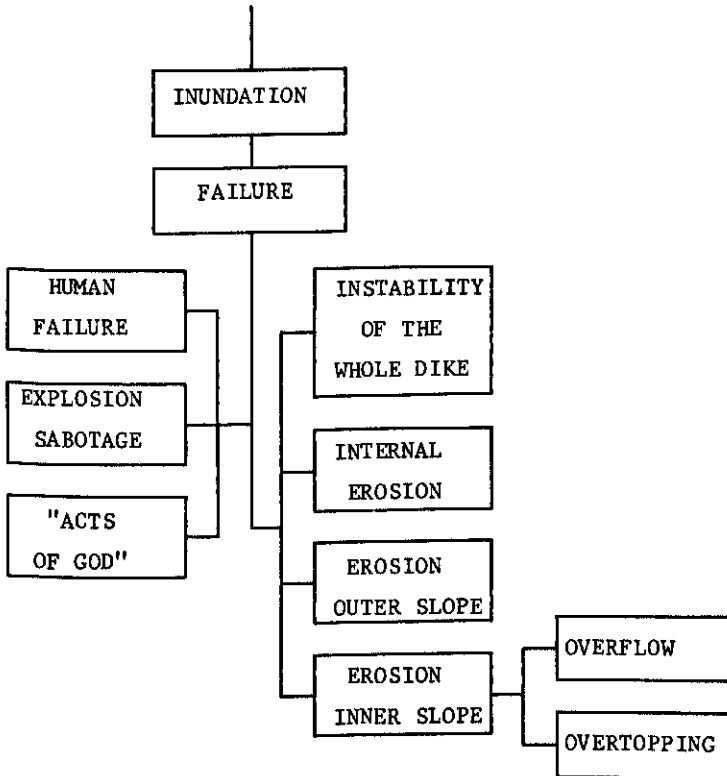 INUNDATION
FAILURE
HUMAN
FAILURE
EXPLOSION
SABOTAGE
"ACTS
OF GOD"
INSTABILITY
OF THE
WHOLE DIKE
INTERNAL
EROSION
EROSION
OUTER SLOPE
EROSION
INNER SLOPE
OVERFLOW
OVERTOPPING